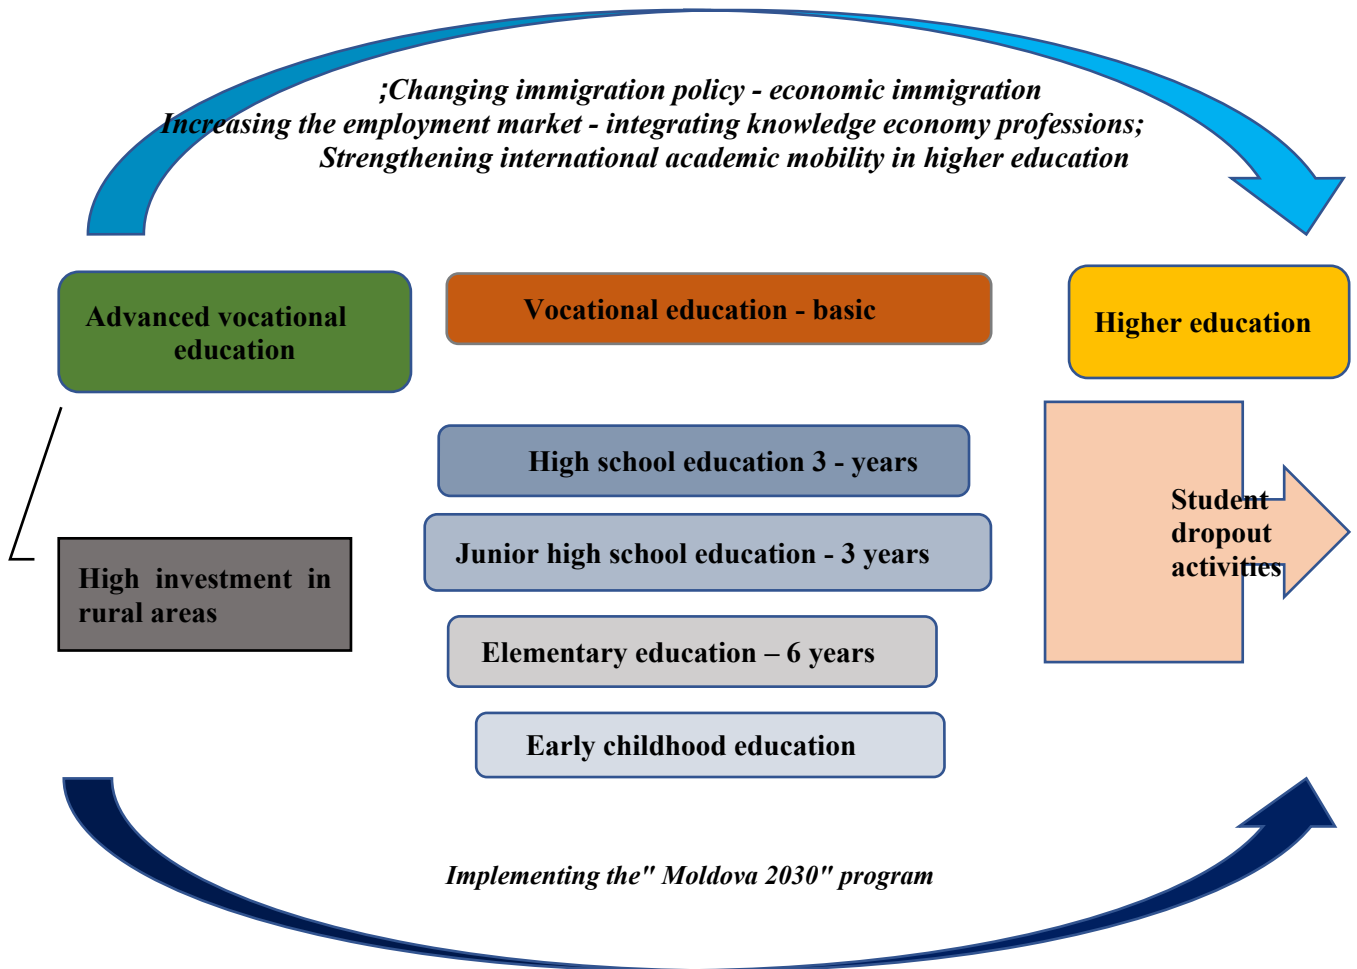 ;Changing immigration policy - economic immigration
Increasing the employment market - integrating knowledge economy professions;
Strengthening international academic mobility in higher education
Advanced vocational
education
Vocational education - basic
Higher education
High school education 3 - years
Junior high school education - 3 years
Student
dropout
activities
High investment in
rural areas
Elementary education – 6 years
Early childhood education
Implementing the" Moldova 2030" program